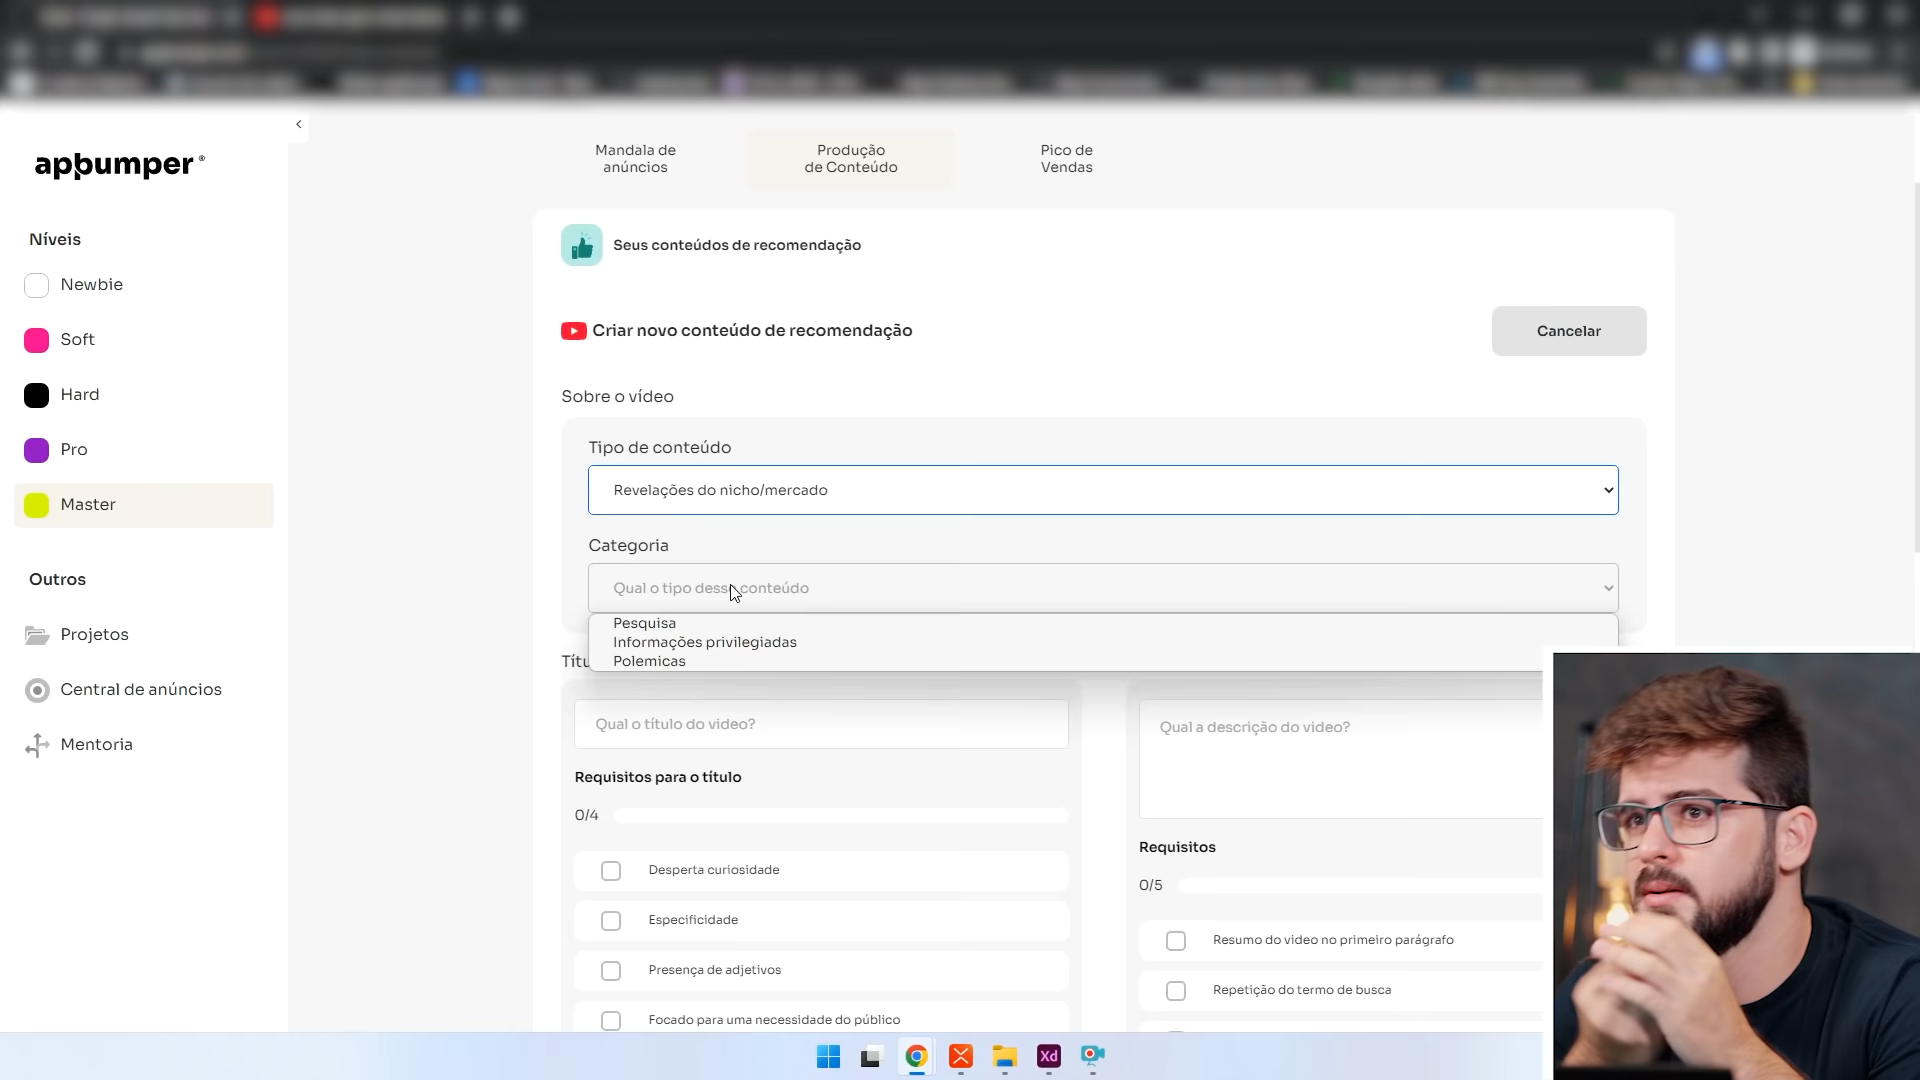 apbumper®
Níveis
Newbie
Soft
Hard
Pro
Master
Outros
Projetos
Central de anúncios
Mentoria
Mandala de
anúncios
Produção
de Conteúdo
Pico de
Vendas
Seus conteúdos de recomendação
Criar novo conteúdo de recomendação
Cancelar
Sobre o vídeo
Tipo de conteúdo
Revelações do nicho/mercado
Categoria
Qual o tipo desse conteúdo
Pesquisa
Informações privilegiadas
Polemicas
Títu
Qual o título do video?
Requisitos para o título
0/4
Desperta curiosidade
Especificidade
Presença de adjetivos
Focado para uma necessidade do público
Qual a descrição do video?
Requisitos
0/5
Resumo do video no primeiro parágrafo
Repetição do termo de busca
Xd